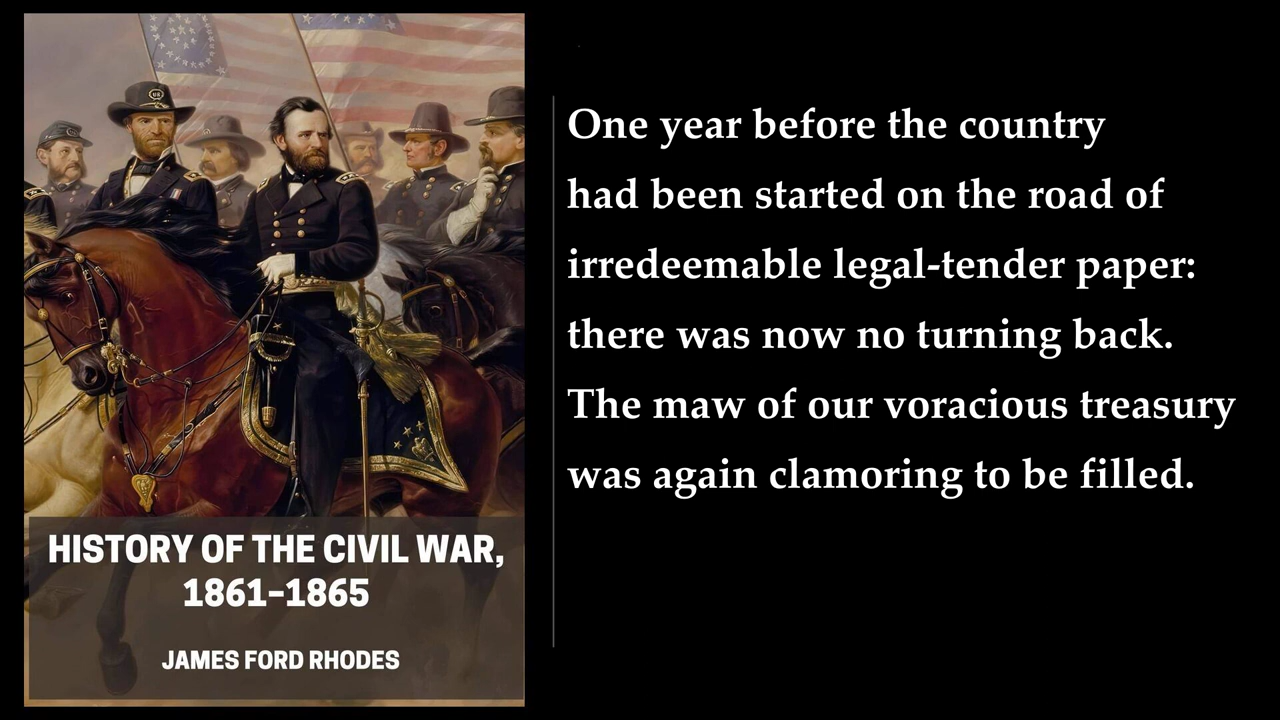 HISTORY OF THE CIVIL WAR,
1861–1865
JAMES FORD RHODES
One year before the country
had been started on the road of
irredeemable legal-tender paper:
there was now no turning back.
The maw of our voracious treasury
was again clamoring to be filled.